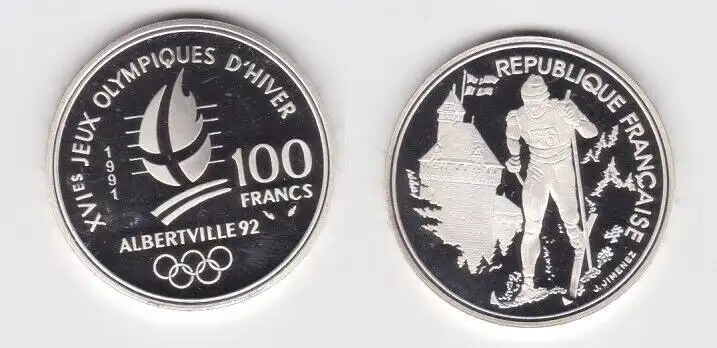 XVIes JEUX OLYMPIQUES D'HIVER
1991
100
FRANCS
ALBERTVILLE 92
REPUBLIQUE FRANÇAISE
J. JIMENEZ